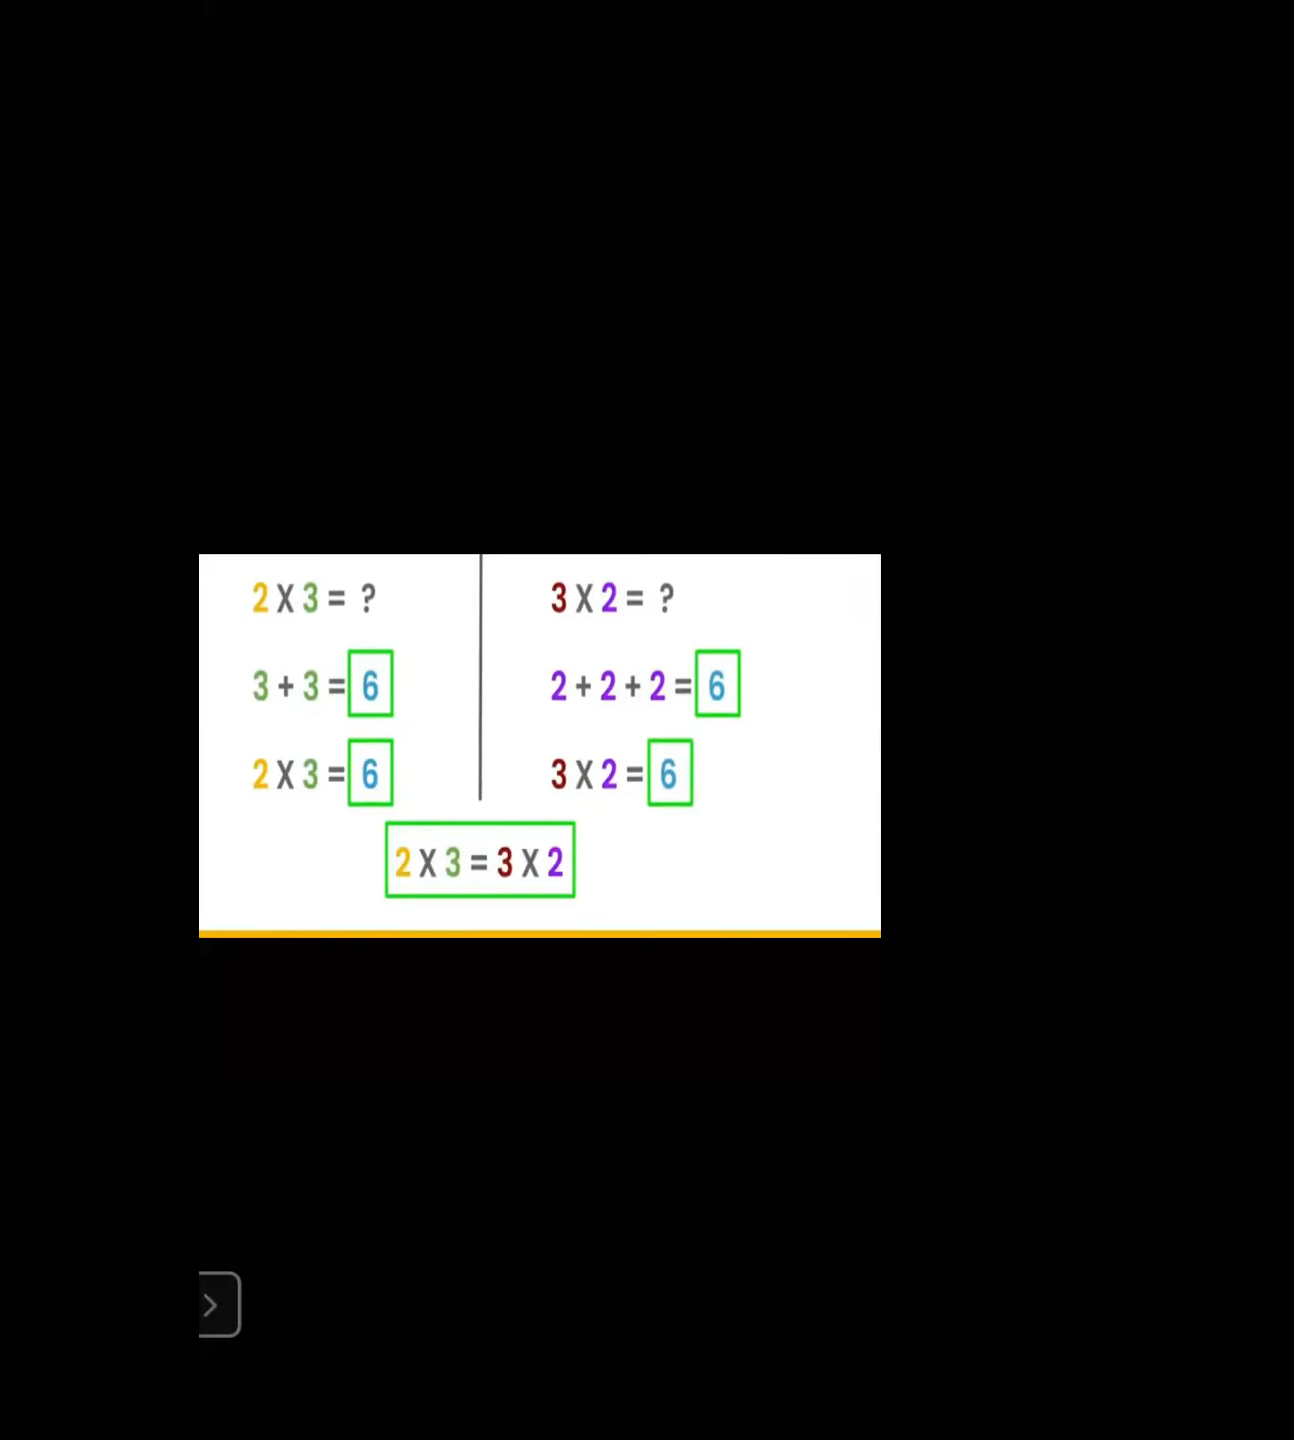 2 X 3 = ?
3 + 3 = 6
2 X 3 = 6
3 X 2 = ?
2 + 2 + 2 = 6
3 X 2 = 6
2 X 3 = 3 X 2